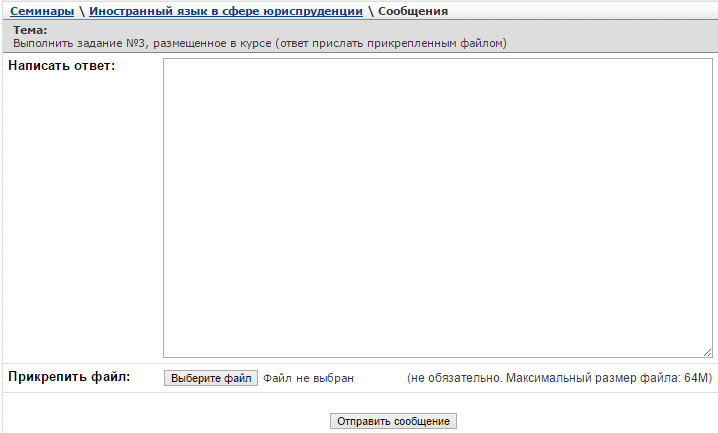 Семинары \ Иностранный язык в сфере юриспруденции \ Сообщения
Тема:
Выполнить задание №3, размещенное в курсе (ответ прислать прикрепленным файлом)
Написать ответ:
Прикрепить файл: Выберите файл Файл не выбран (не обязательно. Максимальный размер файла: 64M)
Отправить сообщение